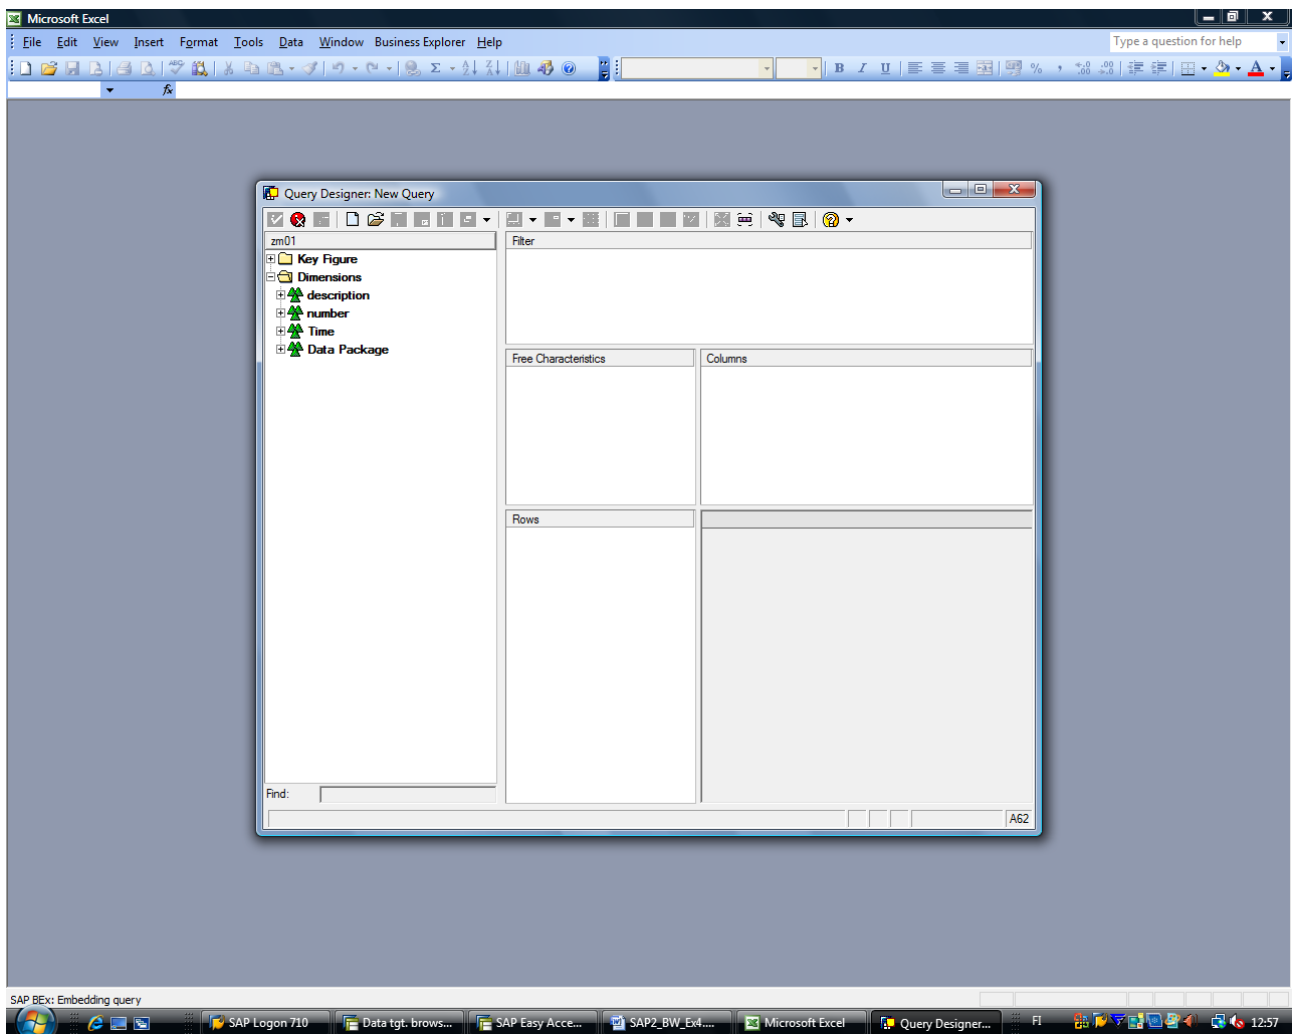 Microsoft Excel
File Edit View Insert Format Tools Data Window Business Explorer Help
Type a question for help
Query Designer: New Query
zm01
Filter
Key Figure
Dimensions
description
number
Time
Data Package
Free Characteristics
Columns
Rows
Find:
A62
SAP BEx: Embedding query
SAP Logon 710
Data tgt. brows...
SAP Easy Acce...
SAP2_BW_Ex4....
Microsoft Excel
Query Designer...
FI
12:57